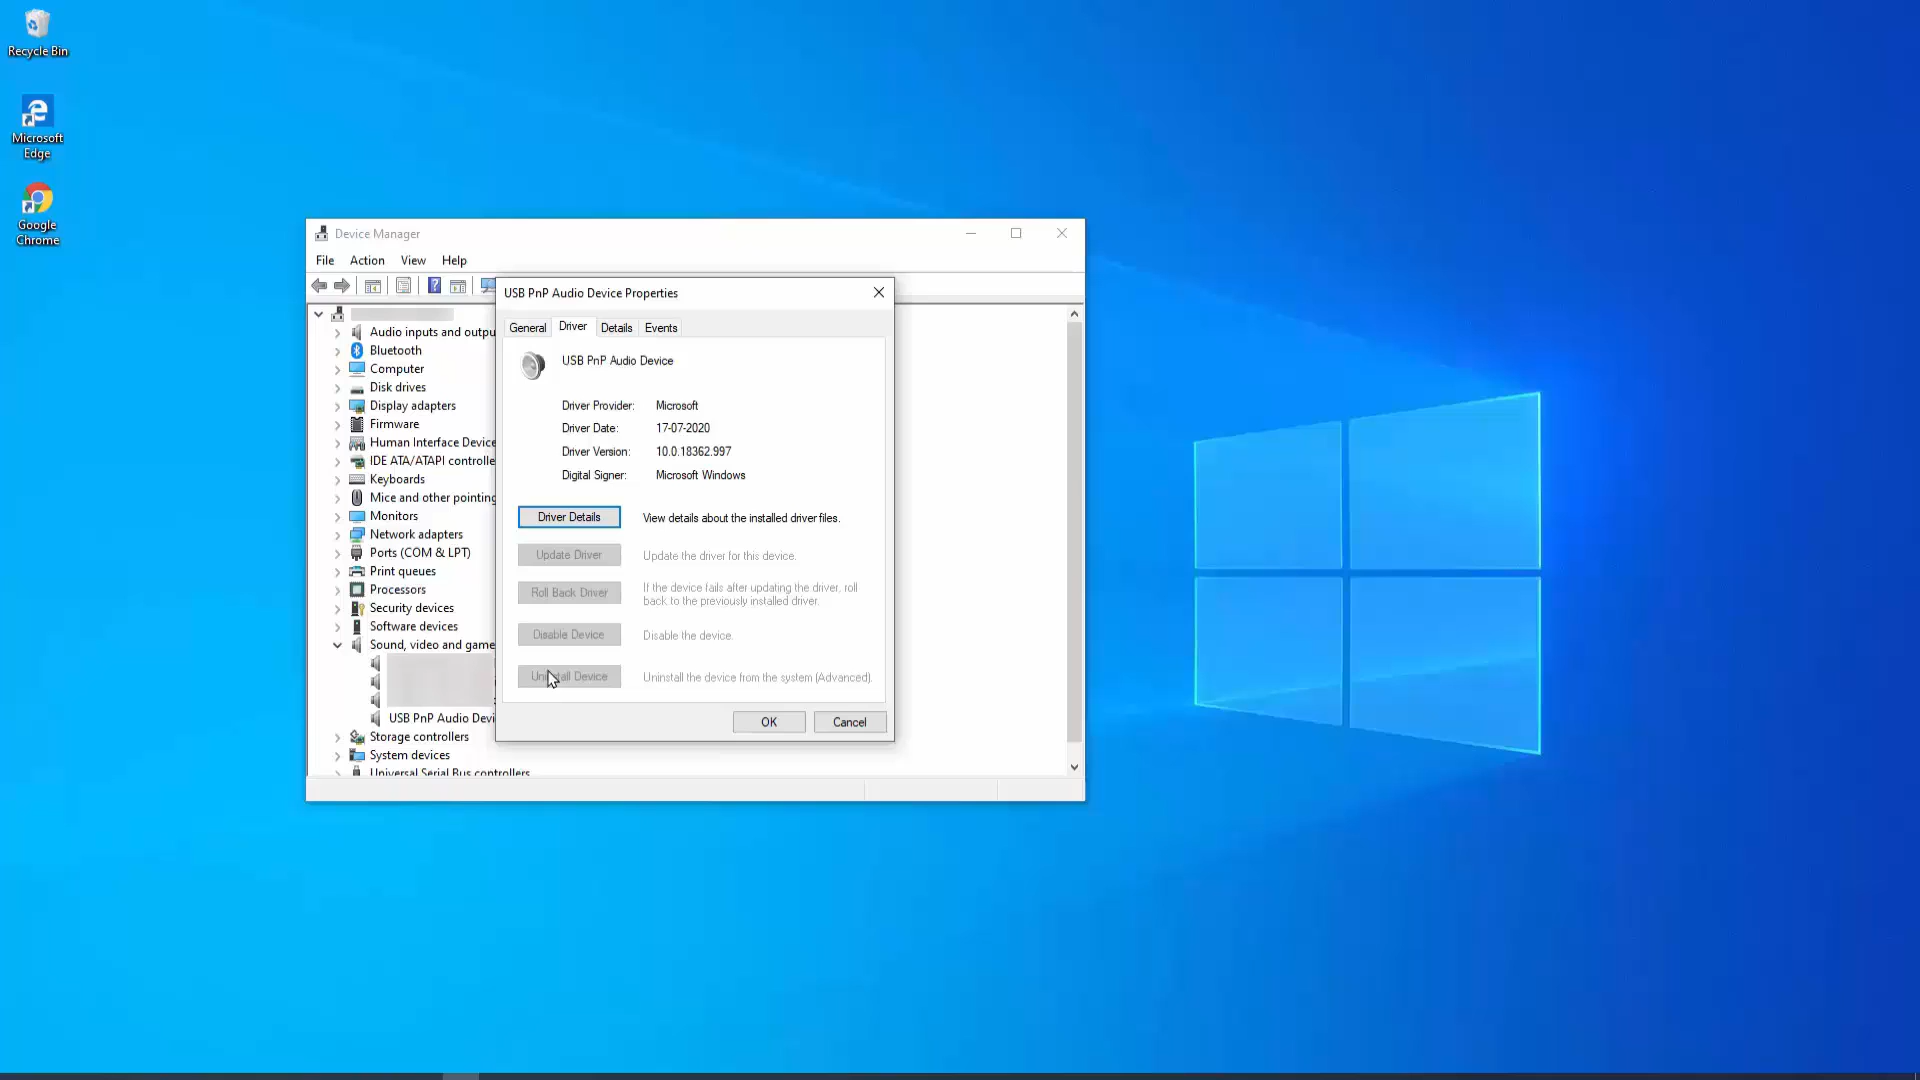 Recycle Bin
Microsoft
Edge
Google
Chrome
Device Manager
File Action View Help
Audio inputs and outpu
Bluetooth
Computer
Disk drives
Display adapters
Firmware
Human Interface Device
IDE ATA/ATAPI controlle
Keyboards
Mice and other pointing
Monitors
Network adapters
Ports (COM & LPT)
Print queues
Processors
Security devices
Software devices
Sound, video and game
USB PnP Audio Devi
Storage controllers
System devices
Universal Serial Bus controllers
USB PnP Audio Device Properties
General Driver Details Events
USB PnP Audio Device
Driver Provider: Microsoft
Driver Date: 17-07-2020
Driver Version: 10.0.18362.997
Digital Signer: Microsoft Windows
Driver Details View details about the installed driver files.
Update Driver Update the driver for this device.
Roll Back Driver If the device fails after updating the driver, roll
back to the previously installed driver.
Disable Device Disable the device.
Uninstall Device Uninstall the device from the system (Advanced).
OK Cancel